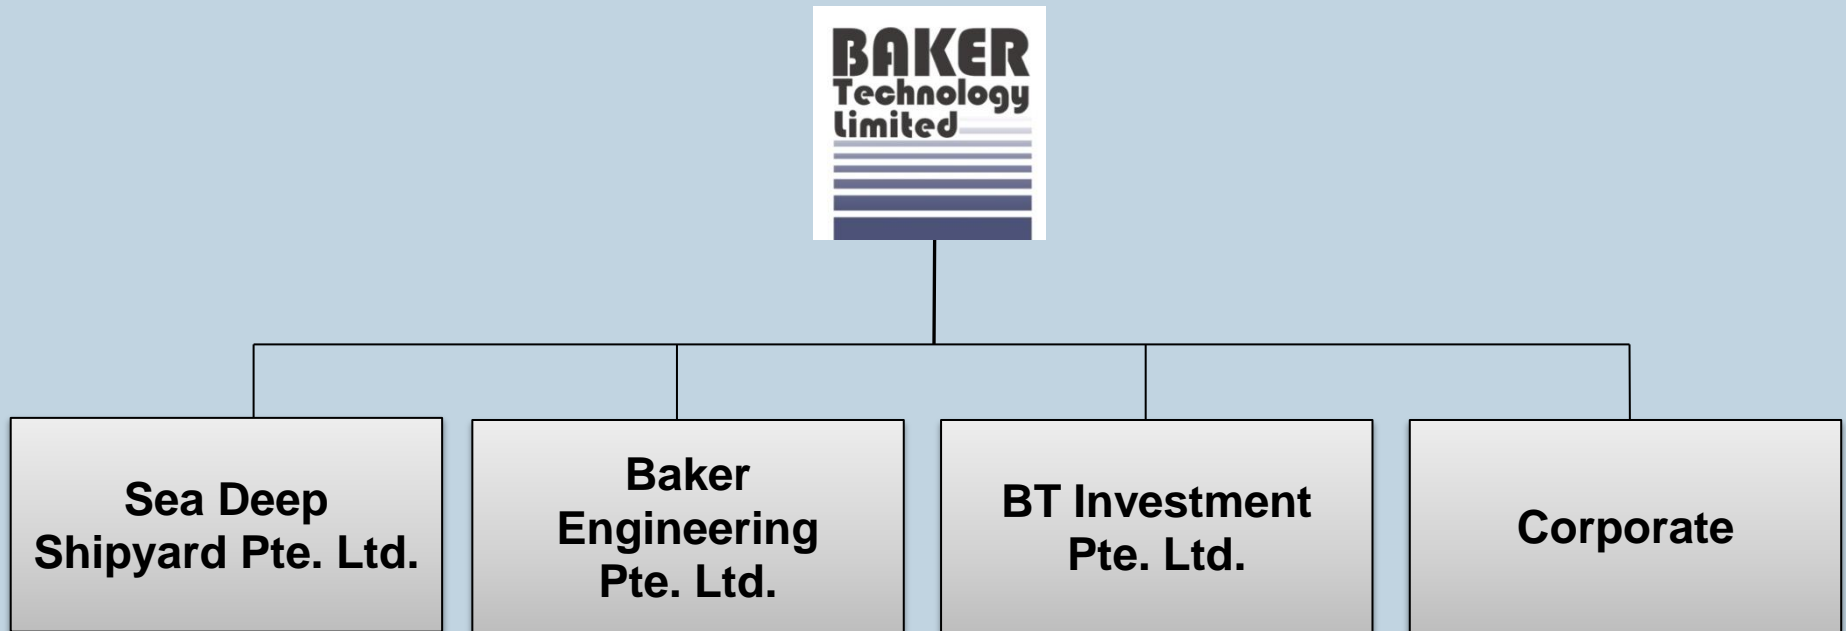 BAKER
Technology
Limited
Sea Deep
Shipyard Pte. Ltd.
Baker
Engineering
Pte. Ltd.
BT Investment
Pte. Ltd.
Corporate